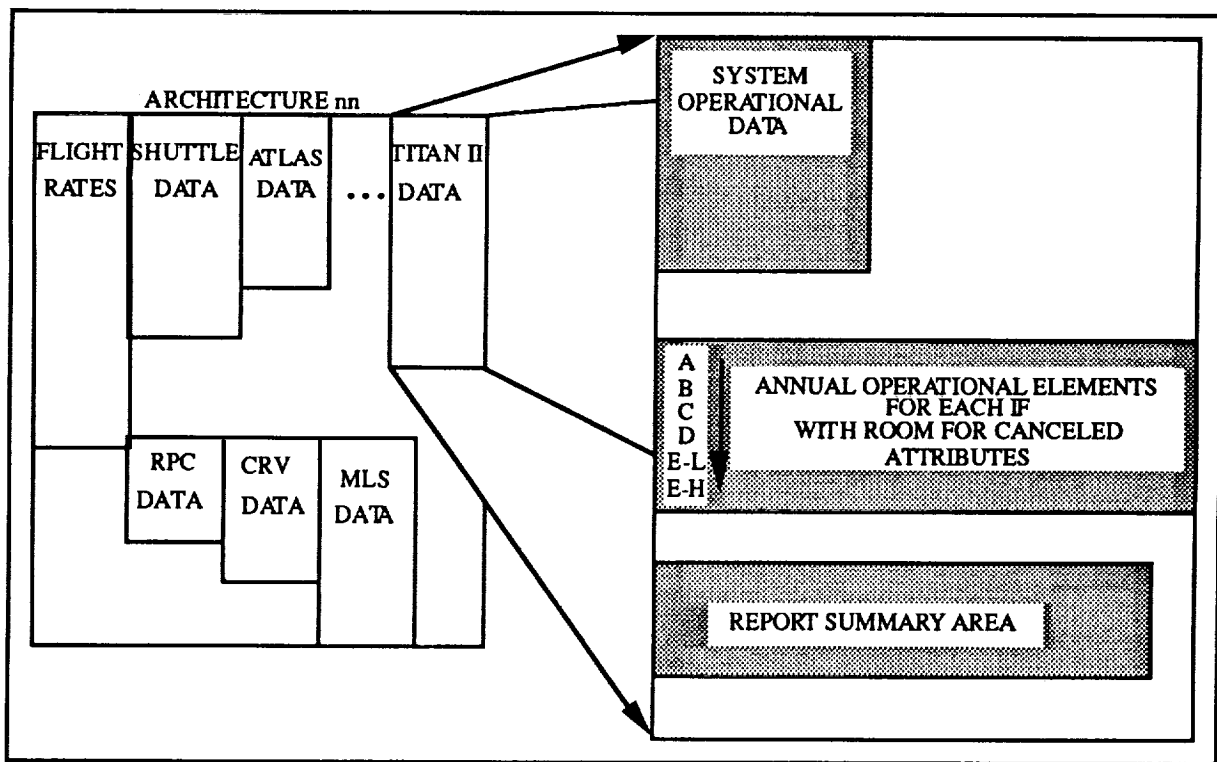 ARCHITECTURE nn
FLIGHT
RATES
SHUTTLE
DATA
ATLAS
DATA
...
TITAN II
DATA
RPC
DATA
CRV
DATA
MLS
DATA
SYSTEM
OPERATIONAL
DATA
A
B
C
D
E-L
E-H
ANNUAL OPERATIONAL ELEMENTS
FOR EACH IF
WITH ROOM FOR CANCELED
ATTRIBUTES
REPORT SUMMARY AREA